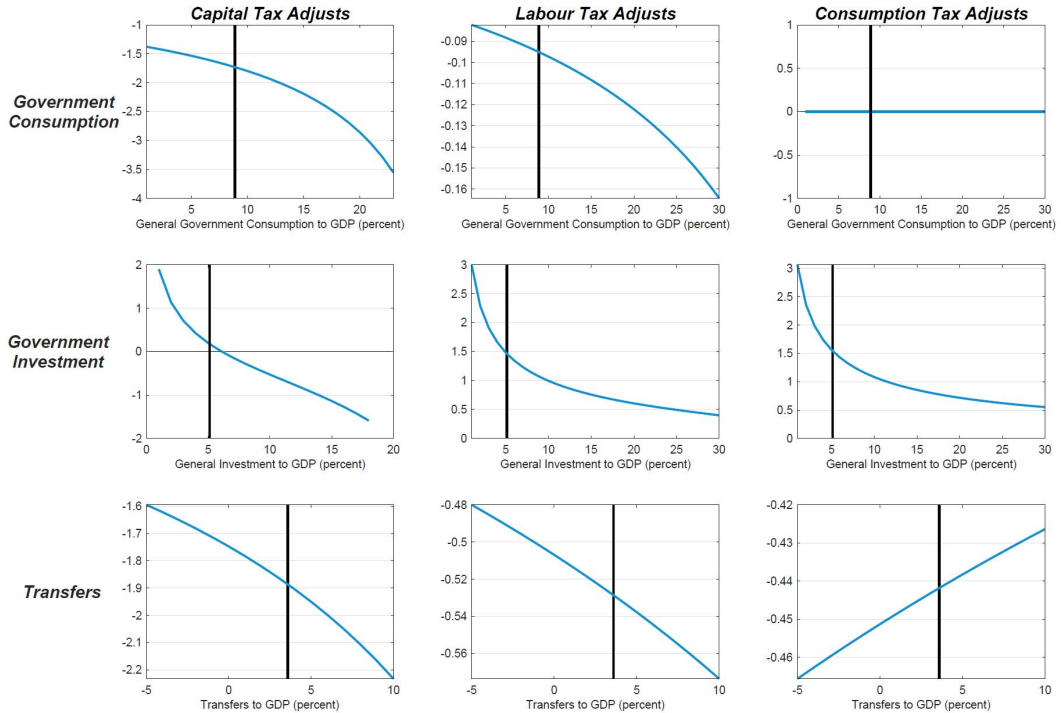 Capital Tax Adjusts
Labour Tax Adjusts
Consumption Tax Adjusts
Government
Consumption
-1
-1.5
-2
-2.5
-3
-3.5
-4
5 10 15 20
General Government Consumption to GDP (percent)
-0.09
-0.1
-0.11
-0.12
-0.13
-0.14
-0.15
-0.16
5 10 15 20 25 30
General Government Consumption to GDP (percent)
1
0.5
0
-0.5
-1
0 5 10 15 20 25 30
General Government Consumption to GDP (percent)
Government
Investment
2
1
0
-1
-2
0 5 10 15 20
General Investment to GDP (percent)
3
2.5
2
1.5
1
0.5
0
5 10 15 20 25 30
General Investment to GDP (percent)
3
2.5
2
1.5
1
0.5
0
5 10 15 20 25 30
General Investment to GDP (percent)
Transfers
-1.6
-1.7
-1.8
-1.9
-2
-2.1
-2.2
-5 0 5 10
Transfers to GDP (percent)
-0.48
-0.5
-0.52
-0.54
-0.56
-5 0 5 10
Transfers to GDP (percent)
-0.42
-0.43
-0.44
-0.45
-0.46
-5 0 5 10
Transfers to GDP (percent)